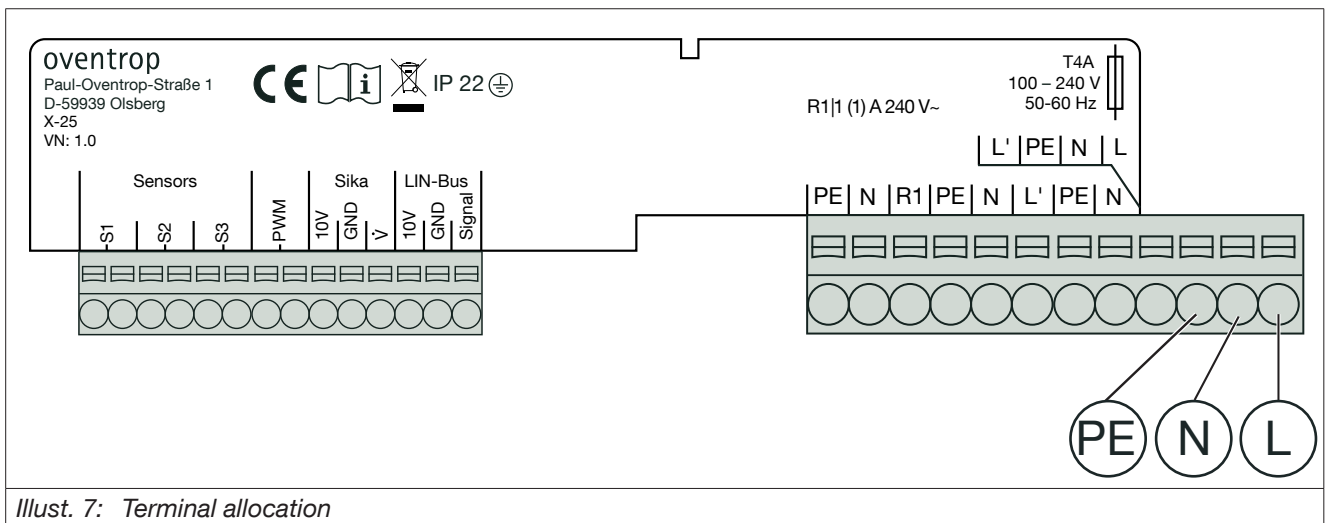 oventrop
Paul-Oventrop-Straße 1
D-59939 Olsberg
X-25
VN: 1.0
CE
i
IP 22
T4A
100 – 240 V
50-60 Hz
R1|1 (1) A 240 V~
L' PE N L
Sensors Sika LIN-Bus
S1 S2 S3 PWM 10V GND V̇ 10V GND Signal
PE N R1 PE N L' PE N
PE N L
Illust. 7: Terminal allocation